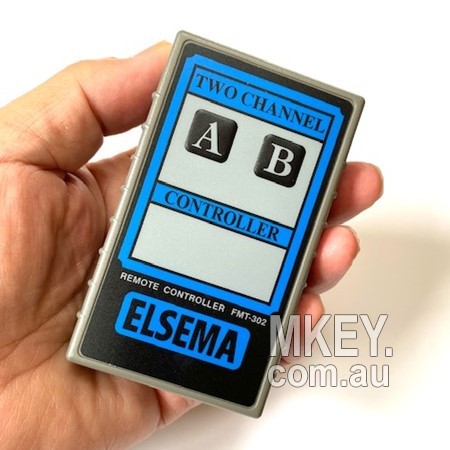 TWO CHANNEL
A B
CONTROLLER
REMOTE CONTROLLER FMT-302
ELSEMA
MKEY.
com.au